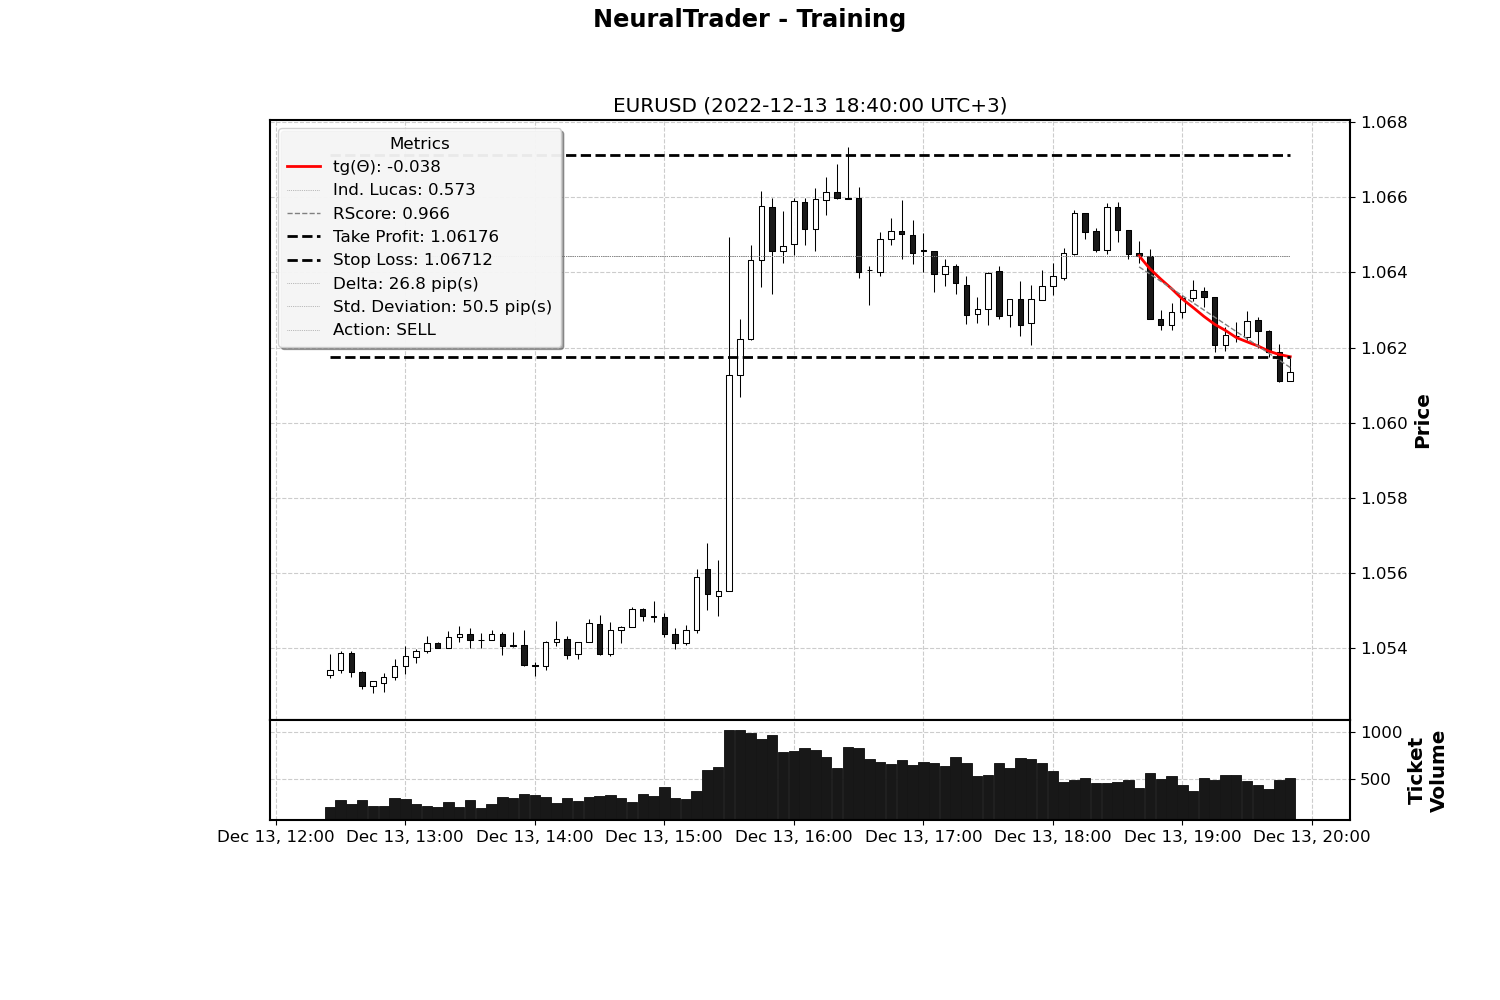 NeuralTrader - Training
EURUSD (2022-12-13 18:40:00 UTC+3)
Metrics
tg(Θ): -0.038
Ind. Lucas: 0.573
RScore: 0.966
Take Profit: 1.06176
Stop Loss: 1.06712
Delta: 26.8 pip(s)
Std. Deviation: 50.5 pip(s)
Action: SELL
1.068
1.066
1.064
1.062
1.060
1.058
1.056
1.054
Price
1000
500
Ticket
Volume
Dec 13, 12:00 Dec 13, 13:00 Dec 13, 14:00 Dec 13, 15:00 Dec 13, 16:00 Dec 13, 17:00 Dec 13, 18:00 Dec 13, 19:00 Dec 13, 20:00